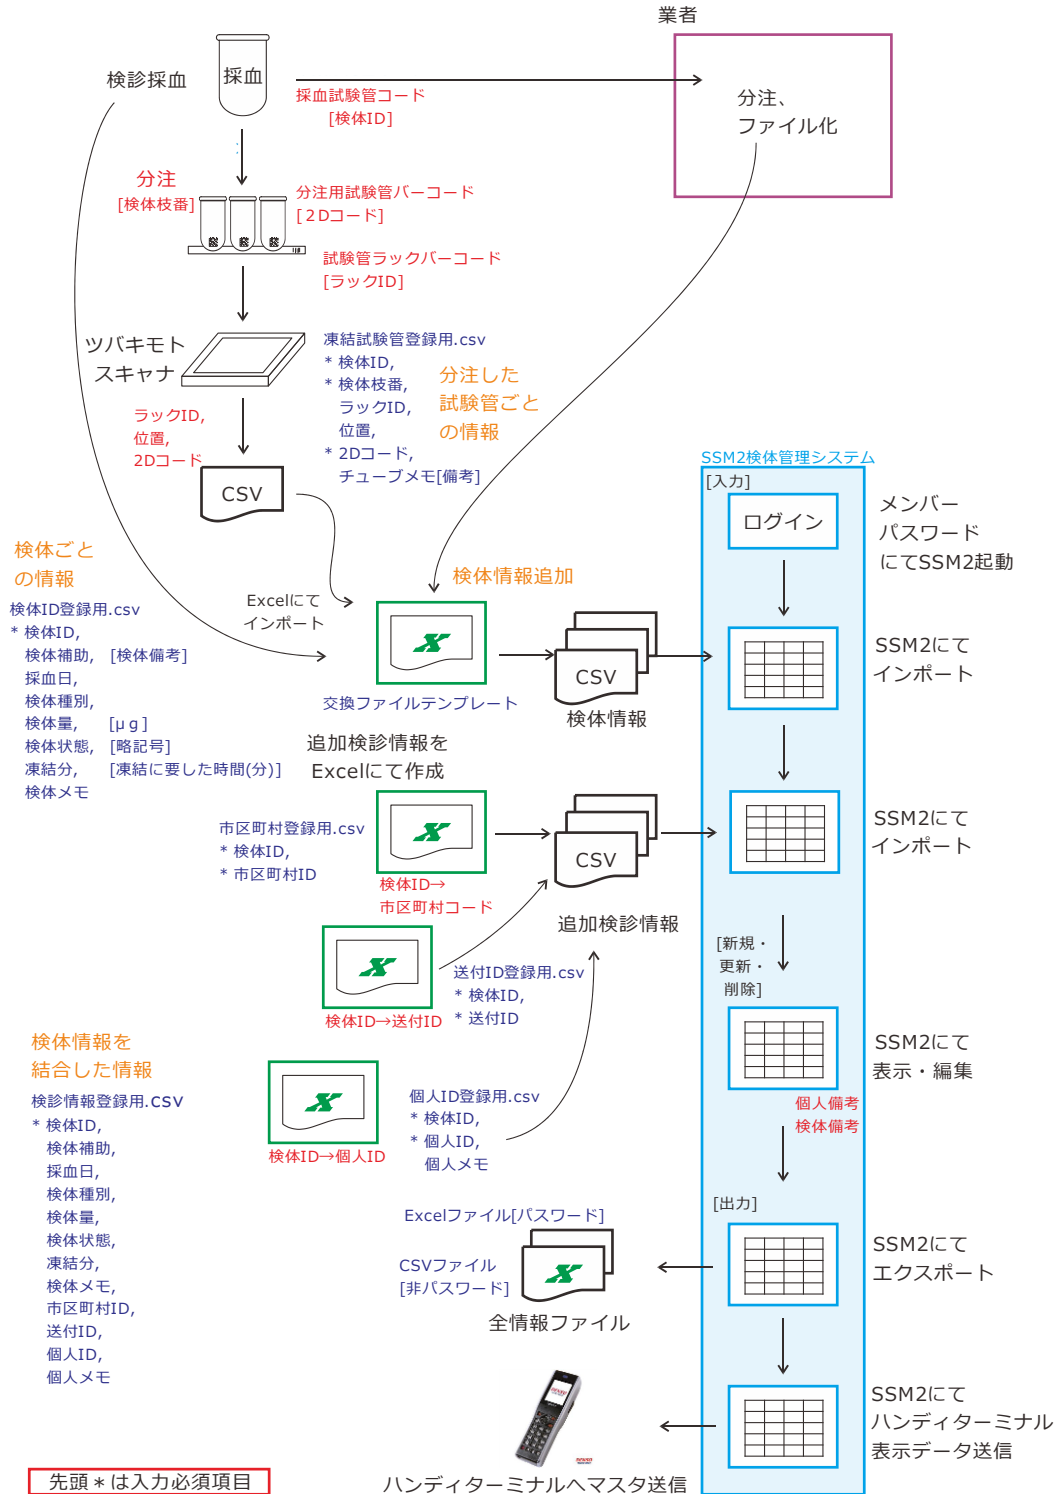 業者
検診採血
採血
採血試験管コード
[検体ID]
分注、
ファイル化
分注
[検体枝番]
分注用試験管バーコード
[２Dコード]
試験管ラックバーコード
[ラックID]
ツバキモト
スキャナ
凍結試験管登録用.csv
* 検体ID,
* 検体枝番,
ラックID,
位置,
* 2Dコード,
チューブメモ[備考]
分注した
試験管ごと
の情報
ラックID,
位置,
2Dコード
CSV
SSM2検体管理システム
[入力]
ログイン
メンバー
パスワード
にてSSM2起動
検体ごと
の情報
検体ID登録用.csv
* 検体ID,
検体補助, [検体備考]
採血日,
検体種別,
検体量, [μｇ]
検体状態, [略記号]
凍結分, [凍結に要した時間(分)]
検体メモ
Excelにて
インポート
検体情報追加
交換ファイルテンプレート
CSV
検体情報
SSM2にて
インポート
追加検診情報を
Excelにて作成
市区町村登録用.csv
* 検体ID,
* 市区町村ID
検体ID→
市区町村コード
CSV
追加検診情報
SSM2にて
インポート
[新規・
更新・
削除]
送付ID登録用.csv
* 検体ID,
* 送付ID
検体ID→送付ID
SSM2にて
表示・編集
個人備考
検体備考
検体情報を
結合した情報
検診情報登録用.csv
* 検体ID,
検体補助,
採血日,
検体種別,
検体量,
検体状態,
凍結分,
検体メモ,
市区町村ID,
送付ID,
個人ID,
個人メモ
個人ID登録用.csv
* 検体ID,
* 個人ID,
個人メモ
検体ID→個人ID
[出力]
Excelファイル[パスワード]
CSVファイル
[非パスワード]
全情報ファイル
SSM2にて
エクスポート
SSM2にて
ハンディターミナル
表示データ送信
ハンディターミナルへマスタ送信
先頭＊は入力必須項目